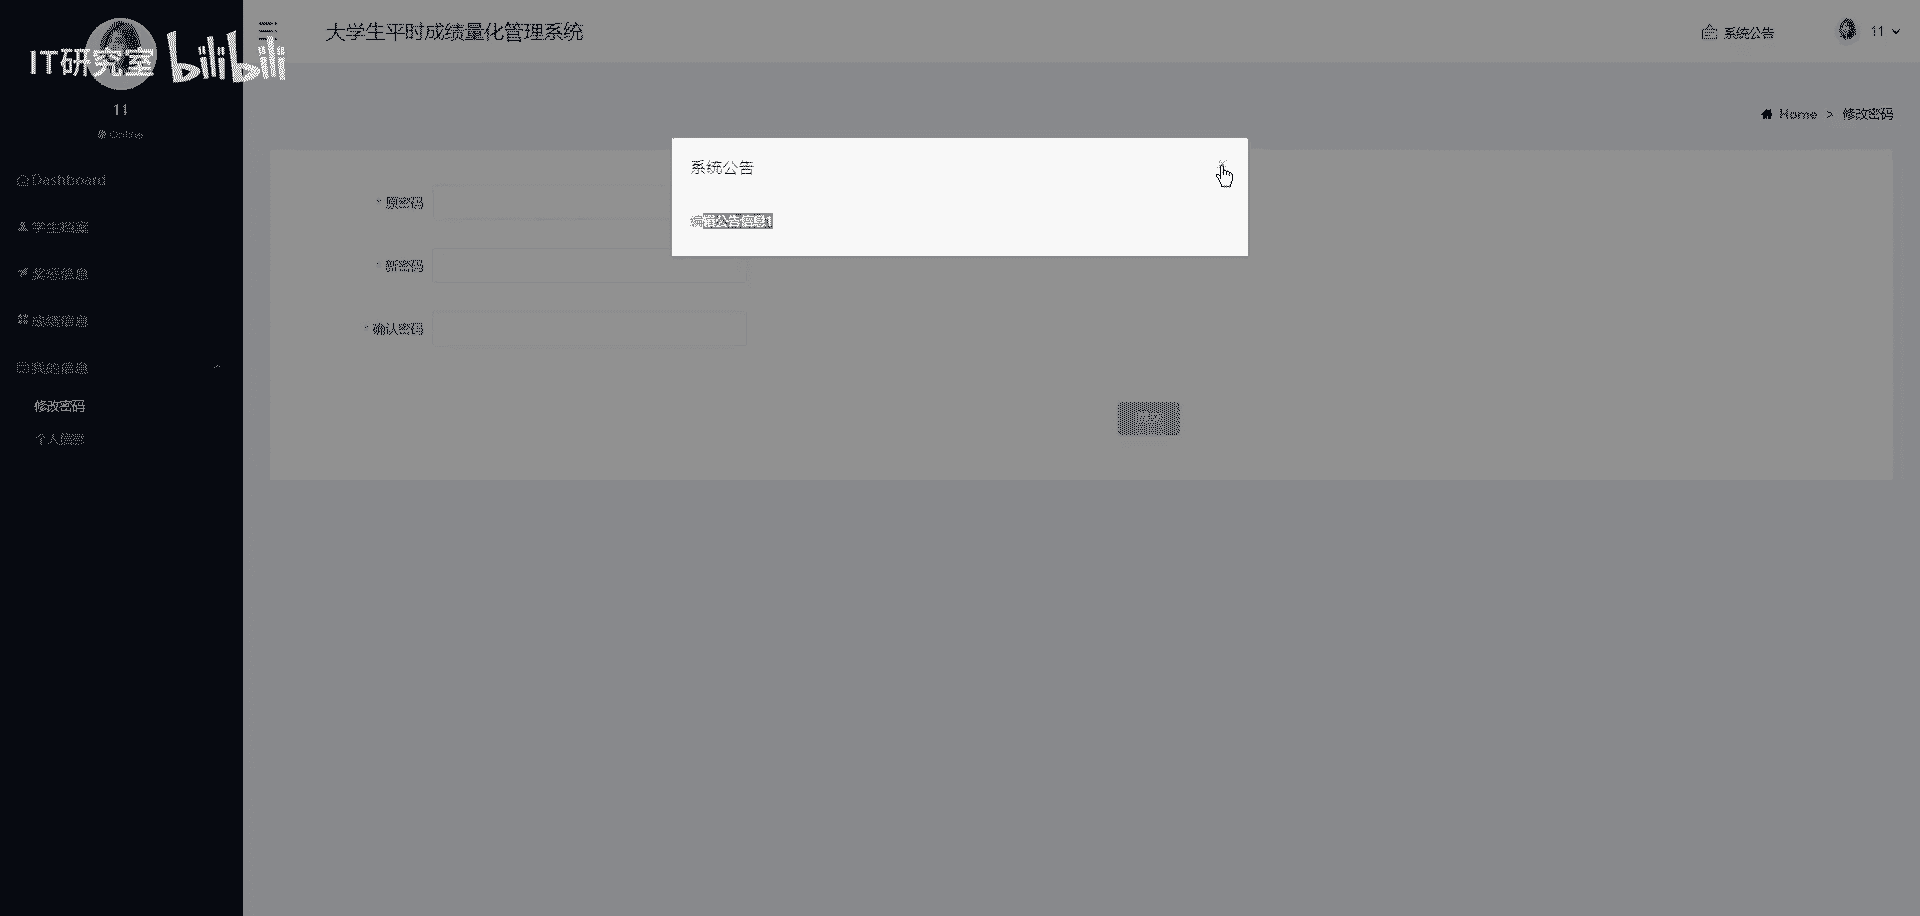 IT研究室 bilibili
大学生平时成绩量化管理系统
系统公告
11
11
Online
Home > 修改密码
Dashboard
学生档案
奖惩信息
成绩信息
我的信息
修改密码
个人信息
系统公告
编辑公告信息1
* 原密码
* 新密码
* 确认密码